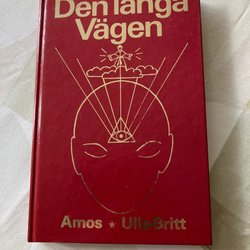 Den långa
Vägen
Amos ★ Ulla-Britt